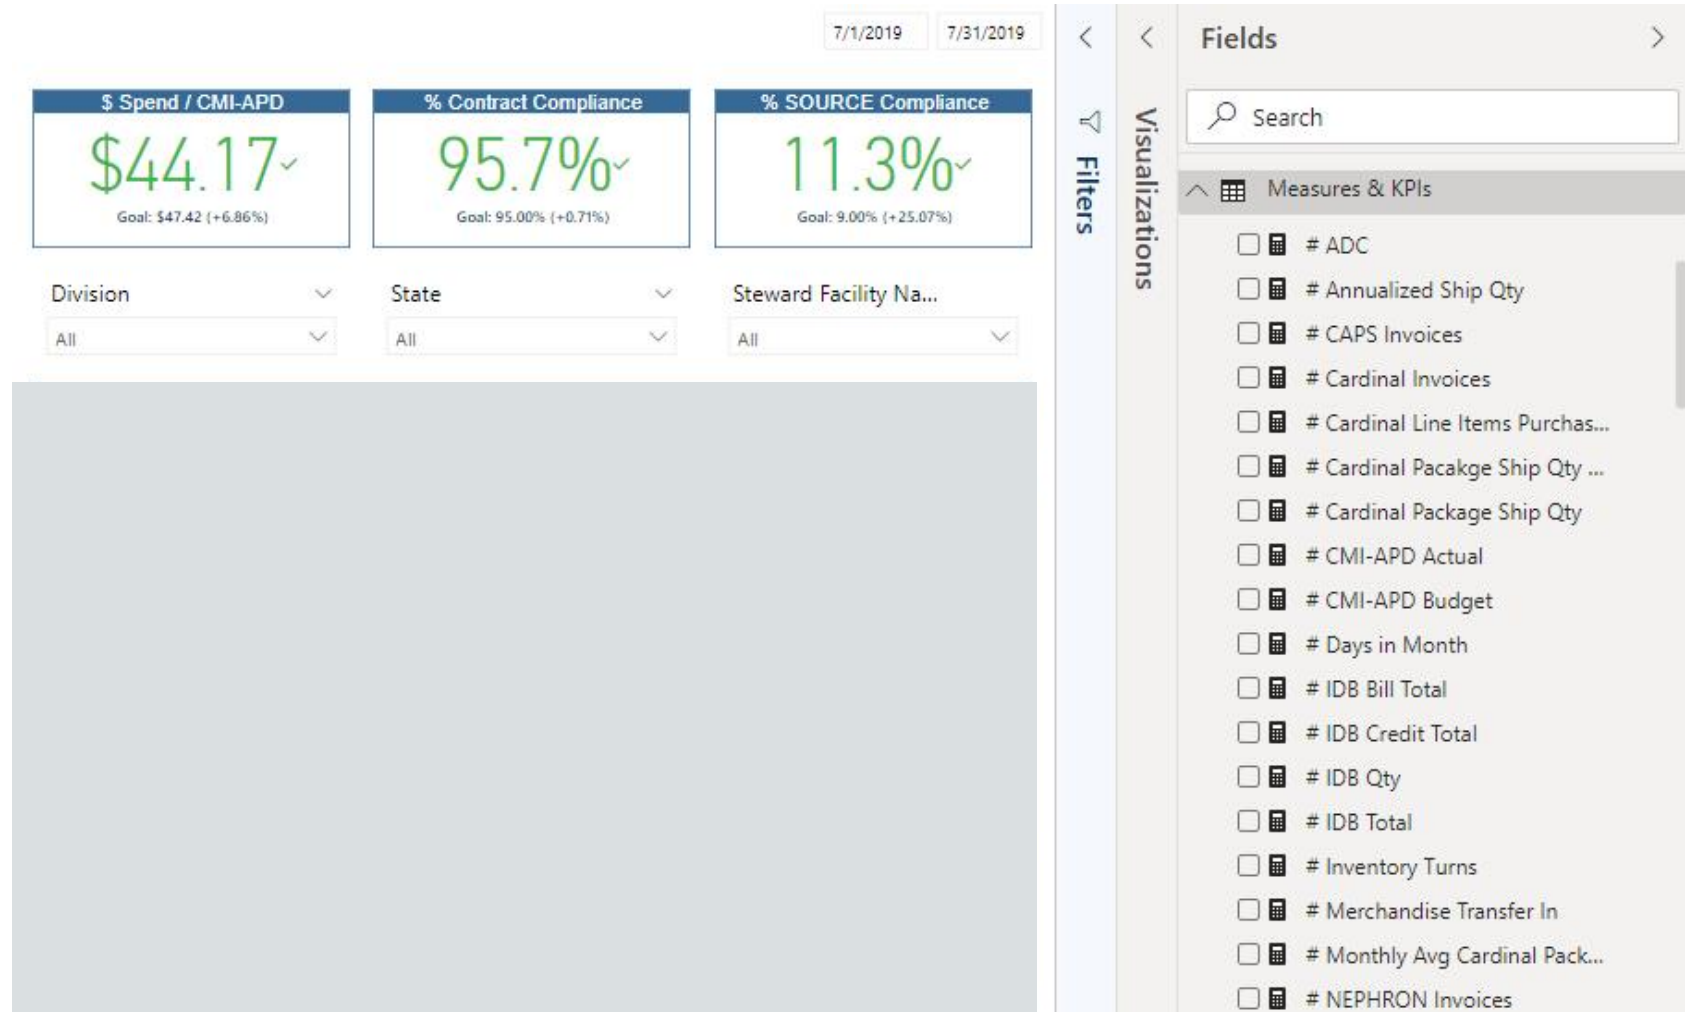 7/1/2019 7/31/2019
$ Spend / CMI-APD
$44.17
Goal: $47.42 (+6.86%)
% Contract Compliance
95.7%
Goal: 95.00% (+0.71%)
% SOURCE Compliance
11.3%
Goal: 9.00% (+25.07%)
Division
All
State
All
Steward Facility Na...
All
Filters
Visualizations
Fields
Search
Measures & KPIs
# ADC
# Annualized Ship Qty
# CAPS Invoices
# Cardinal Invoices
# Cardinal Line Items Purchas...
# Cardinal Pacakge Ship Qty ...
# Cardinal Package Ship Qty
# CMI-APD Actual
# CMI-APD Budget
# Days in Month
# IDB Bill Total
# IDB Credit Total
# IDB Qty
# IDB Total
# Inventory Turns
# Merchandise Transfer In
# Monthly Avg Cardinal Pack...
# NEPHRON Invoices